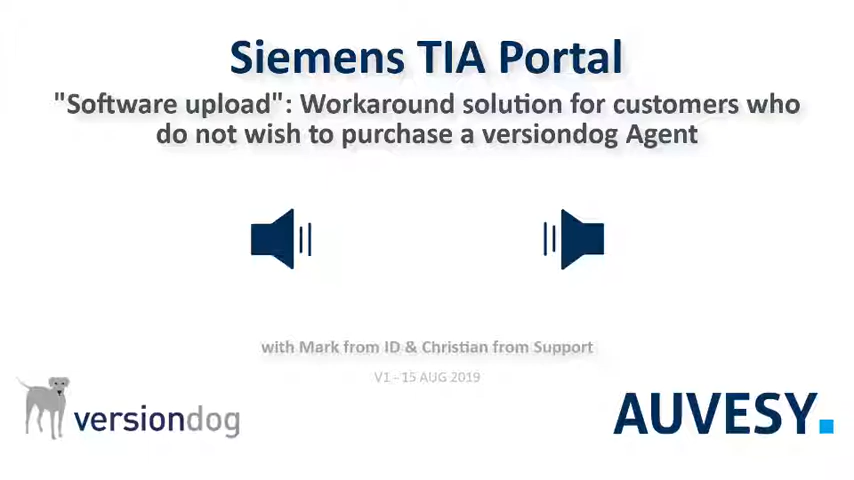 Siemens TIA Portal
"Software upload": Workaround solution for customers who
do not wish to purchase a versiondog Agent
with Mark from ID & Christian from Support
V1 - 15 AUG 2019
versiondog
AUVESY.